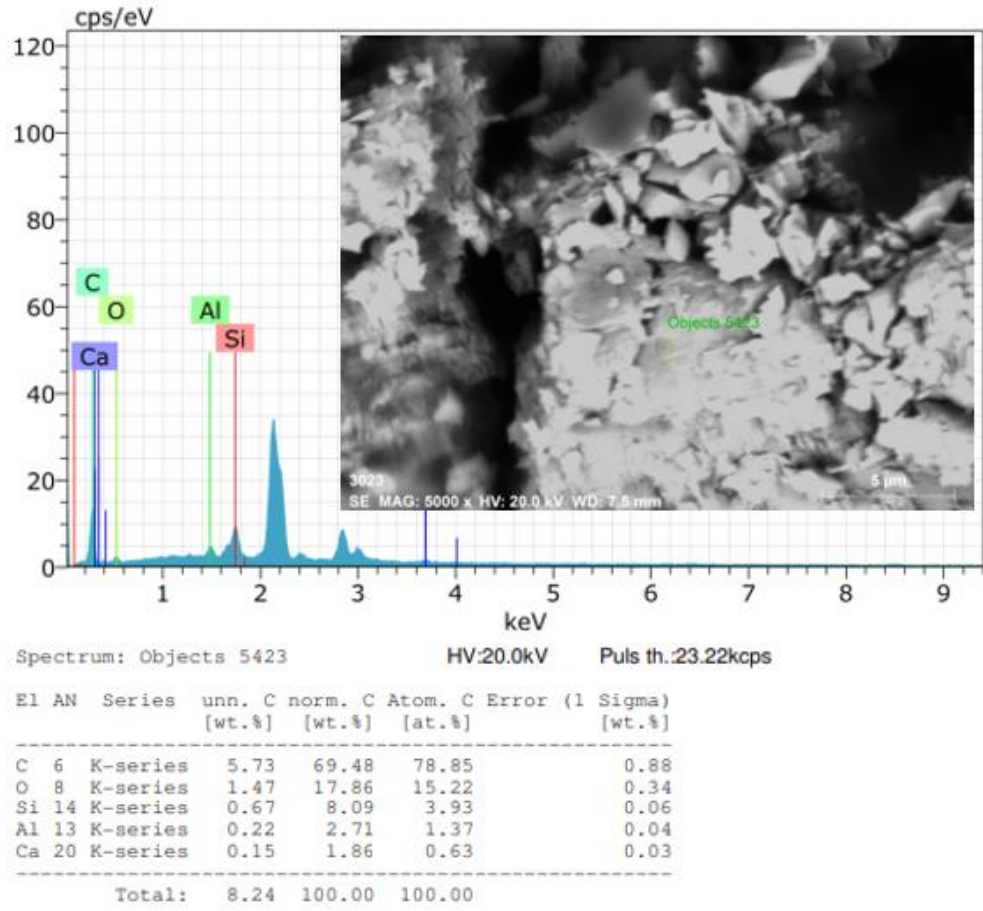 cps/eV
120
100
80
60
40
20
0
C
O
Ca
Al
Si
Objects 5423
3023
5 µm
SE MAG: 5000 x HV: 20.0 kV WD: 7.5 mm
1 2 3 4 5 6 7 8 9
keV
Spectrum: Objects 5423 HV:20.0kV Puls th.:23.22kcps
El AN Series unn. C norm. C Atom. C Error (1 Sigma)
[wt.%] [wt.%] [at.%] [wt.%]
C 6 K-series 5.73 69.48 78.85 0.88
O 8 K-series 1.47 17.86 15.22 0.34
Si 14 K-series 0.67 8.09 3.93 0.06
Al 13 K-series 0.22 2.71 1.37 0.04
Ca 20 K-series 0.15 1.86 0.63 0.03
Total: 8.24 100.00 100.00